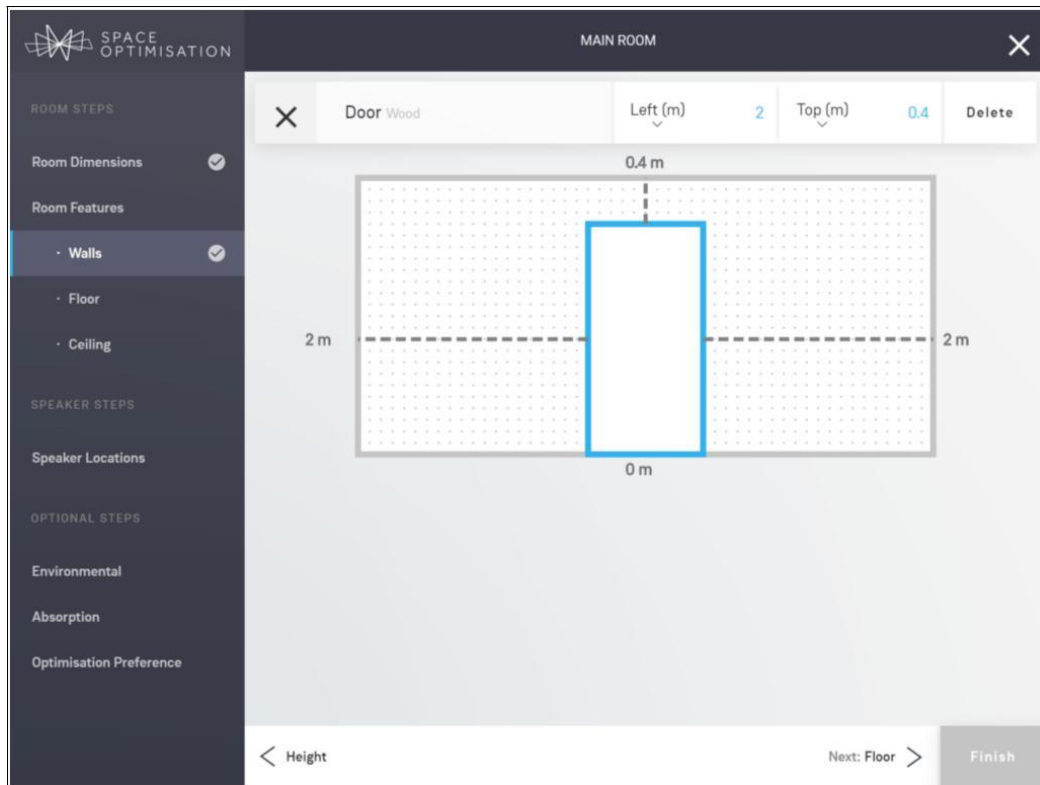 SPACE
OPTIMISATION
MAIN ROOM
ROOM STEPS
Room Dimensions
Room Features
· Walls
· Floor
· Ceiling
SPEAKER STEPS
Speaker Locations
OPTIONAL STEPS
Environmental
Absorption
Optimisation Preference
Door Wood
Left (m) 2
Top (m) 0.4
Delete
0.4 m
2 m
2 m
0 m
Height
Next: Floor
Finish